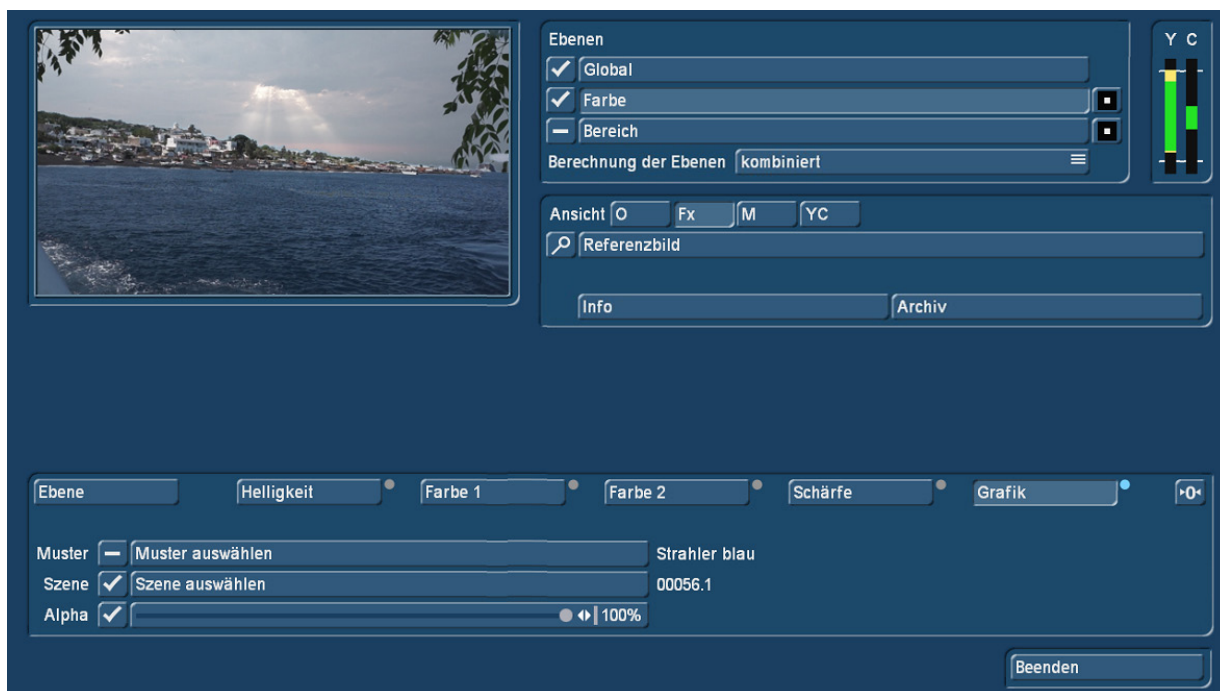 Ebenen
Global
Farbe
Bereich
Berechnung der Ebenen kombiniert
Y C
Ansicht O Fx M YC
Referenzbild
Info Archiv
Ebene Helligkeit Farbe 1 Farbe 2 Schärfe Grafik 0
Muster Muster auswählen Strahler blau
Szene Szene auswählen 00056.1
Alpha 100%
Beenden